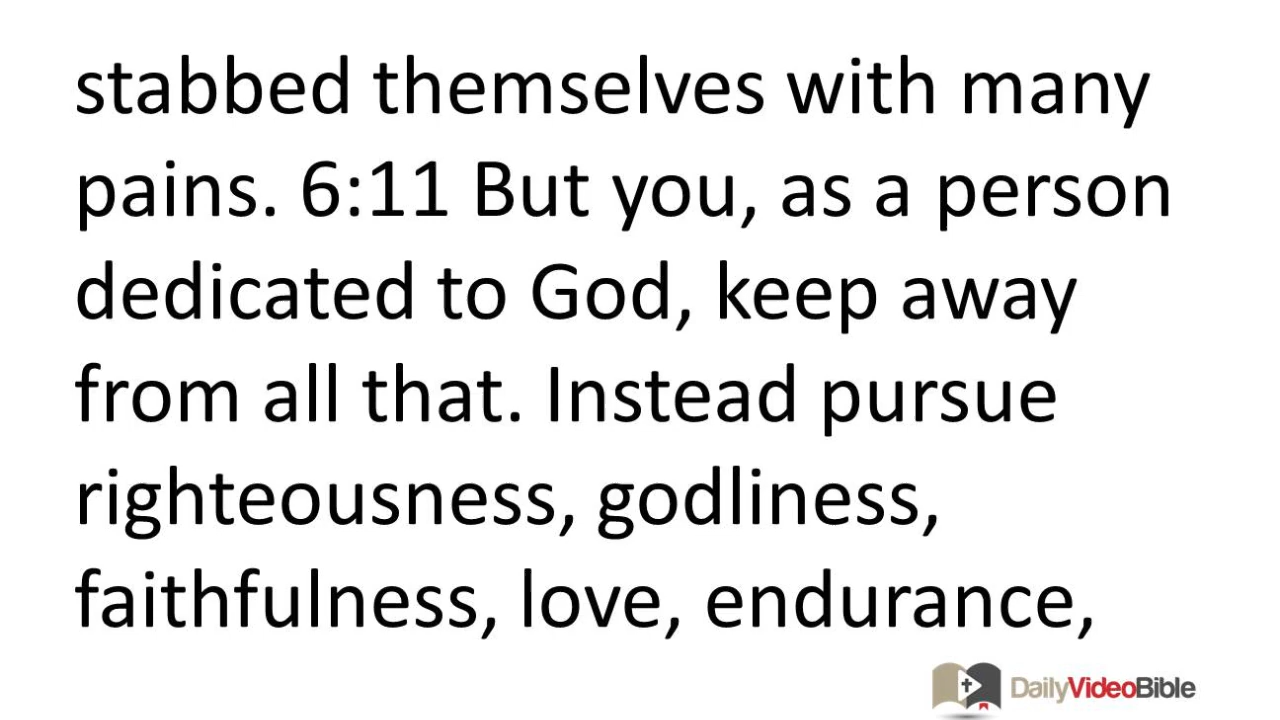 stabbed themselves with many
pains. 6:11 But you, as a person
dedicated to God, keep away
from all that. Instead pursue
righteousness, godliness,
faithfulness, love, endurance,
DailyVideoBible